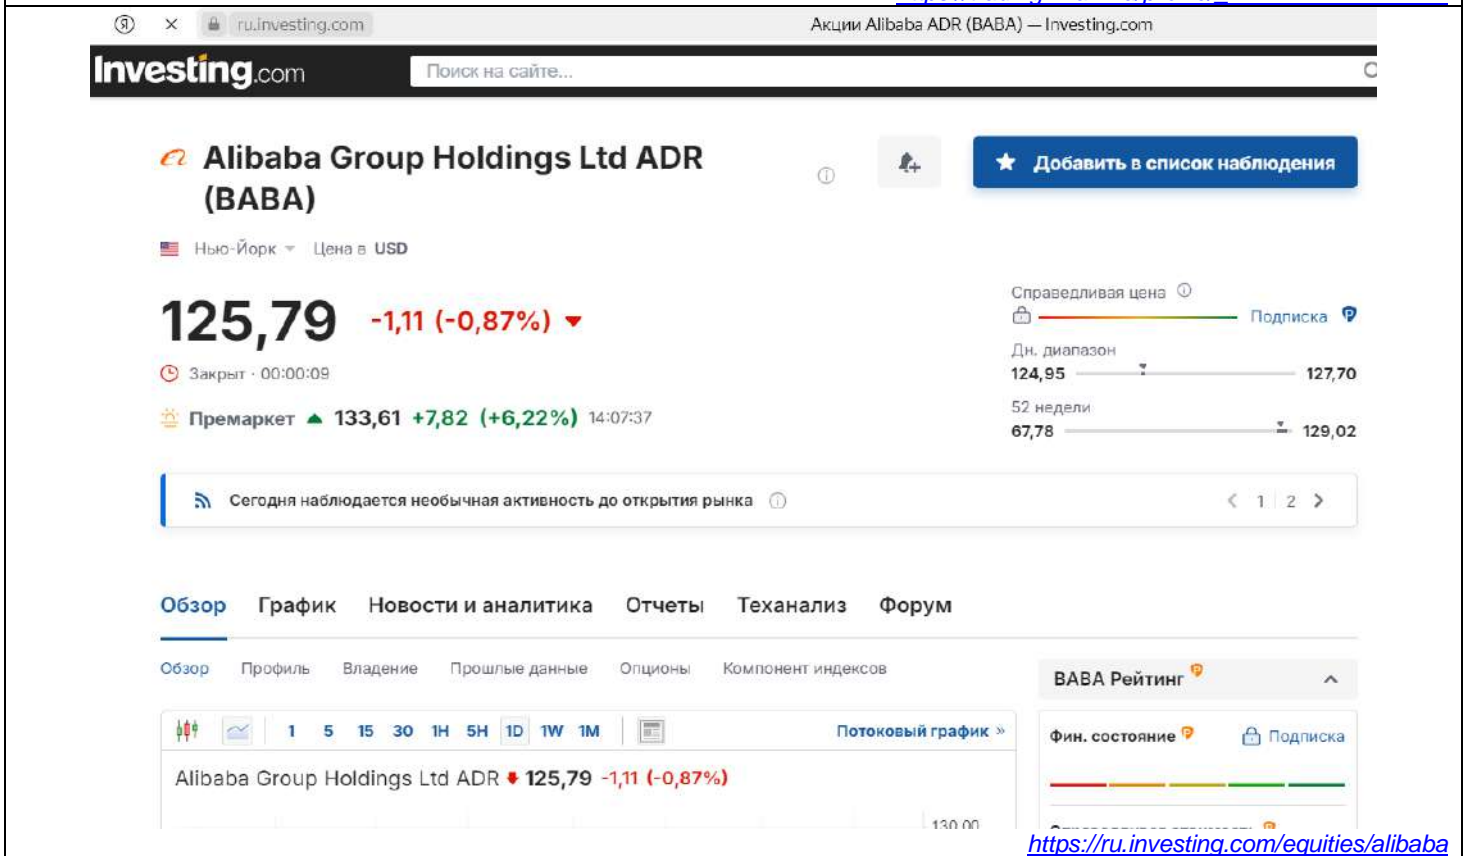 ru.investing.com
Акции Alibaba ADR (BABA) — Investing.com
Investing.com
Поиск на сайте...
Alibaba Group Holdings Ltd ADR
(BABA)
Добавить в список наблюдения
Нью-Йорк Цена в USD
125,79 -1,11 (-0,87%)
Закрыт · 00:00:09
Премаркет 133,61 +7,82 (+6,22%) 14:07:37
Справедливая цена
Подписка
Дн. диапазон
124,95 127,70
52 недели
67,78 129,02
Сегодня наблюдается необычная активность до открытия рынка
1 2
Обзор График Новости и аналитика Отчеты Теханализ Форум
Обзор Профиль Владение Прошлые данные Опционы Компонент индексов
BABA Рейтинг
1 5 15 30 1H 5H 1D 1W 1M
Потоковый график »
Фин. состояние Подписка
Alibaba Group Holdings Ltd ADR 125,79 -1,11 (-0,87%)
130.00
https://ru.investing.com/equities/alibaba